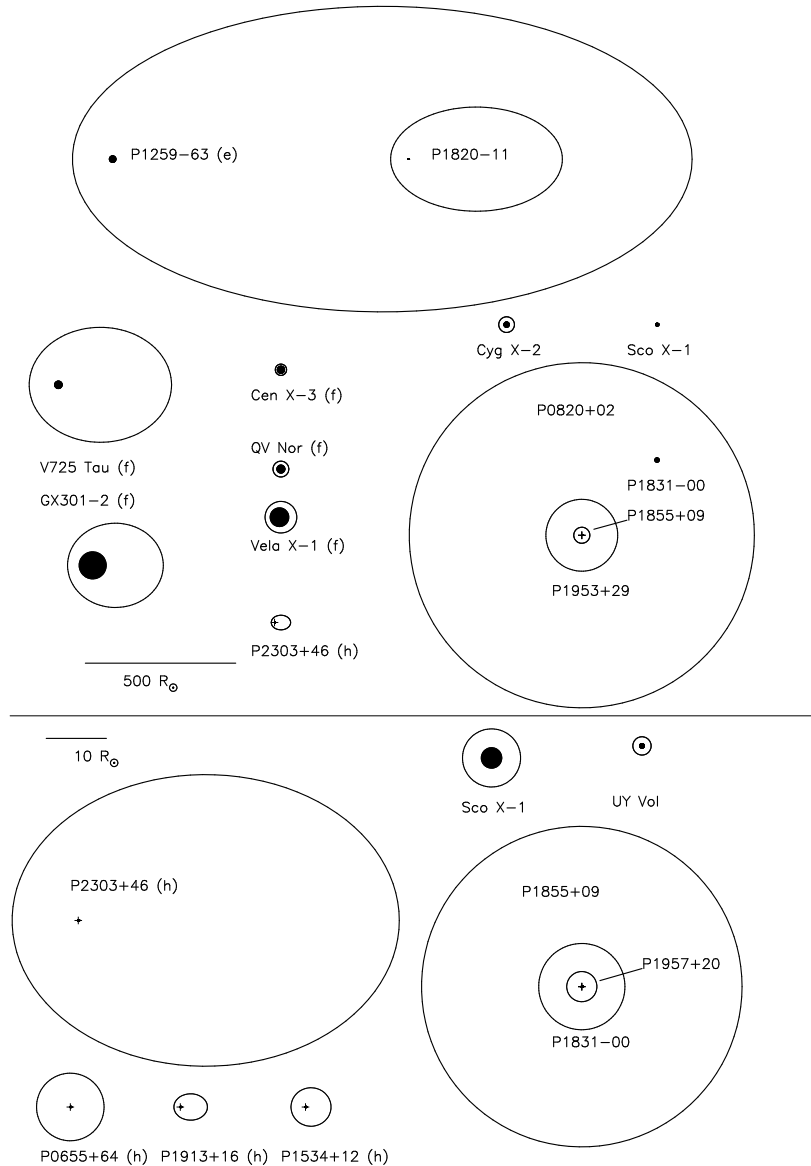 P1259−63 (e)
P1820−11
Cyg X−2
Sco X−1
Cen X−3 (f)
P0820+02
QV Nor (f)
V725 Tau (f)
P1831−00
GX301−2 (f)
P1855+09
Vela X−1 (f)
P1953+29
P2303+46 (h)
500 R☉
10 R☉
Sco X−1
UY Vol
P2303+46 (h)
P1855+09
P1957+20
P1831−00
P0655+64 (h)
P1913+16 (h)
P1534+12 (h)